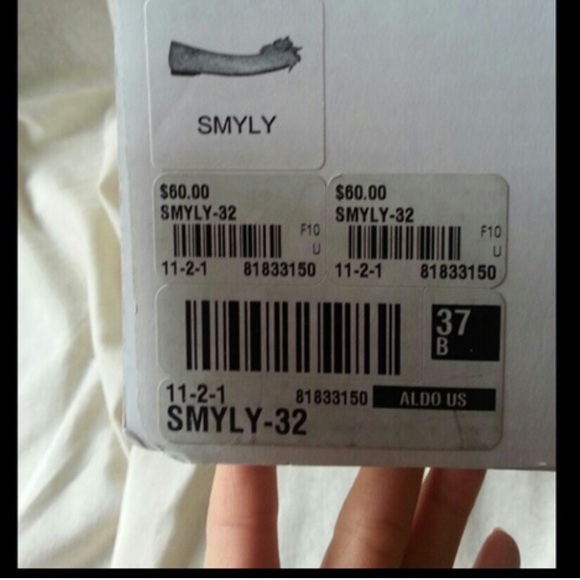 SMYLY
$60.00
SMYLY-32
F10
U
11-2-1 81833150
$60.00
SMYLY-32
F10
U
11-2-1 81833150
37
B
11-2-1 81833150 ALDO US
SMYLY-32